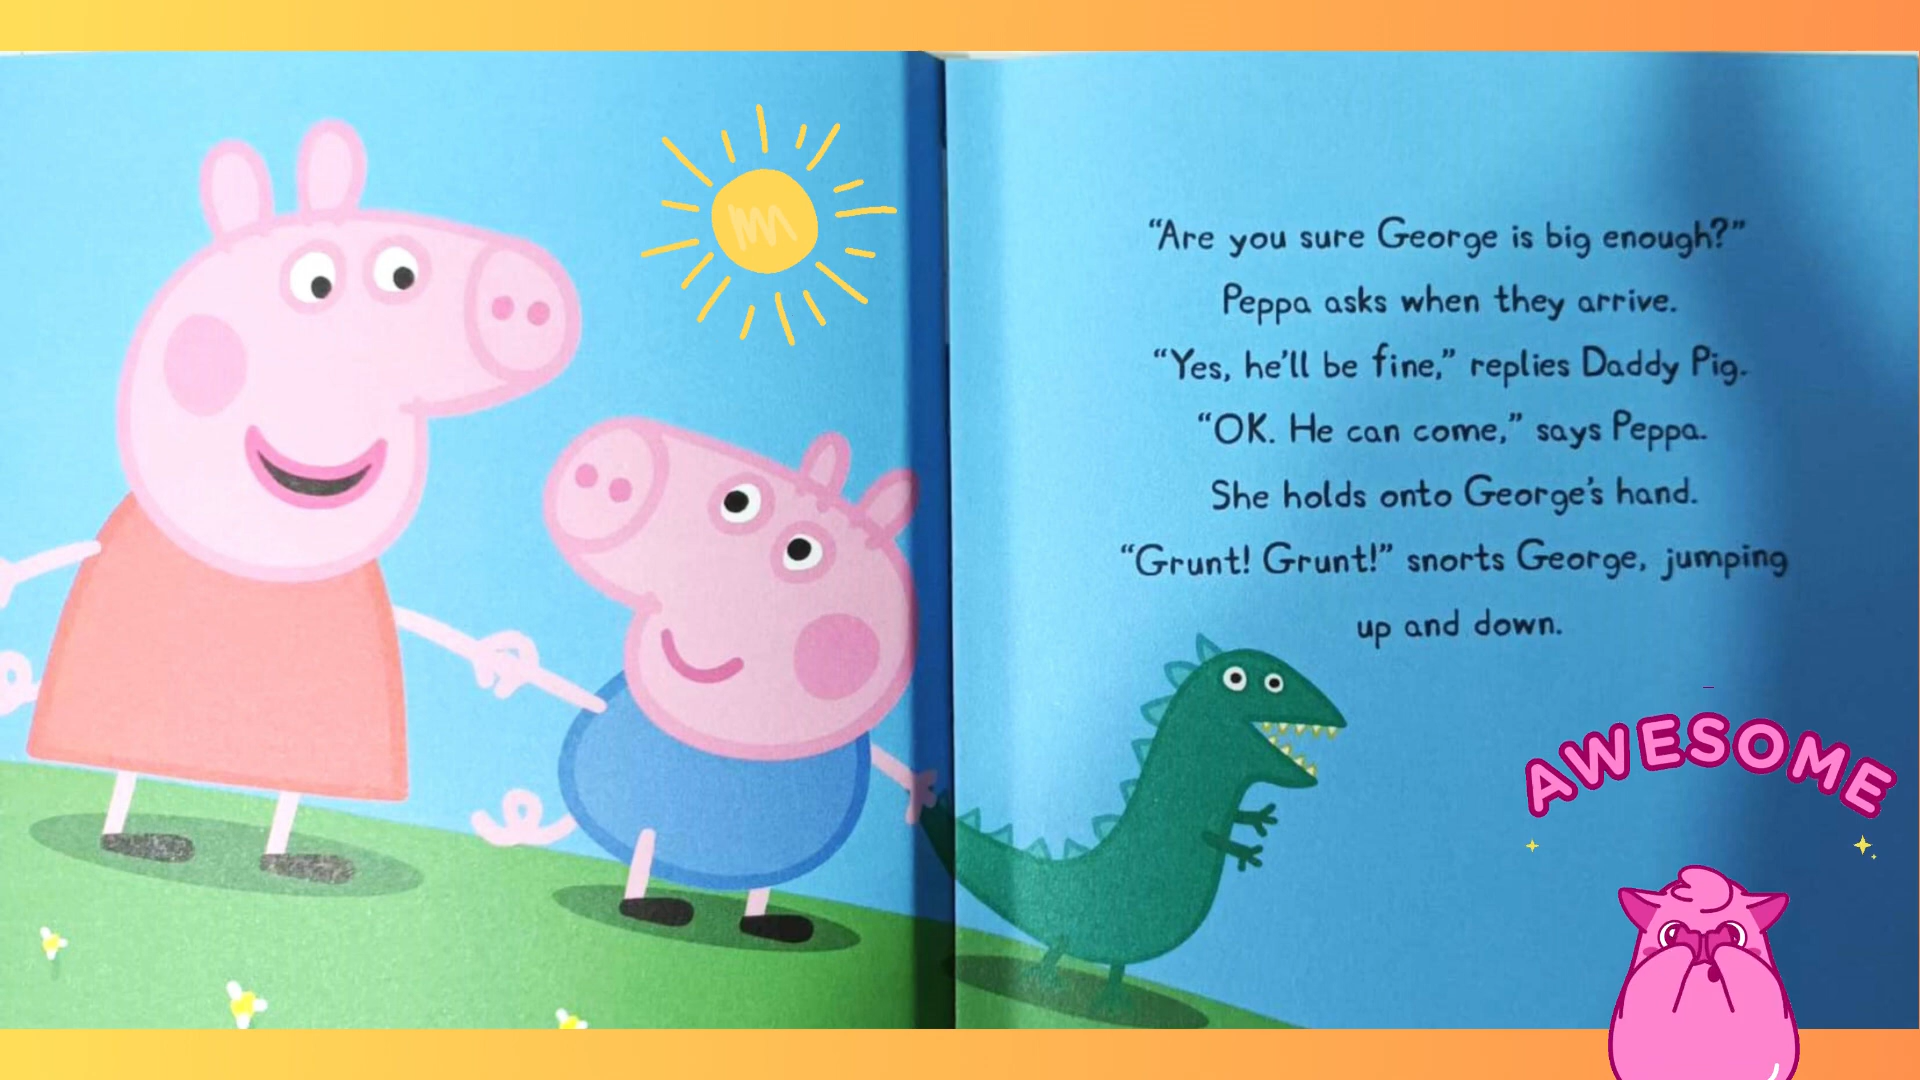 “Are you sure George is big enough?”
Peppa asks when they arrive.
“Yes, he’ll be fine,” replies Daddy Pig.
“OK. He can come,” says Peppa.
She holds onto George’s hand.
“Grunt! Grunt!” snorts George, jumping
up and down.
AWESOME